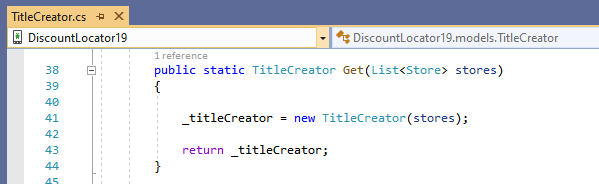 TitleCreator.cs
DiscountLocator19 DiscountLocator19.models.TitleCreator
1 reference
38 public static TitleCreator Get(List<Store> stores)
39 {
40
41 _titleCreator = new TitleCreator(stores);
42
43 return _titleCreator;
44 }
45